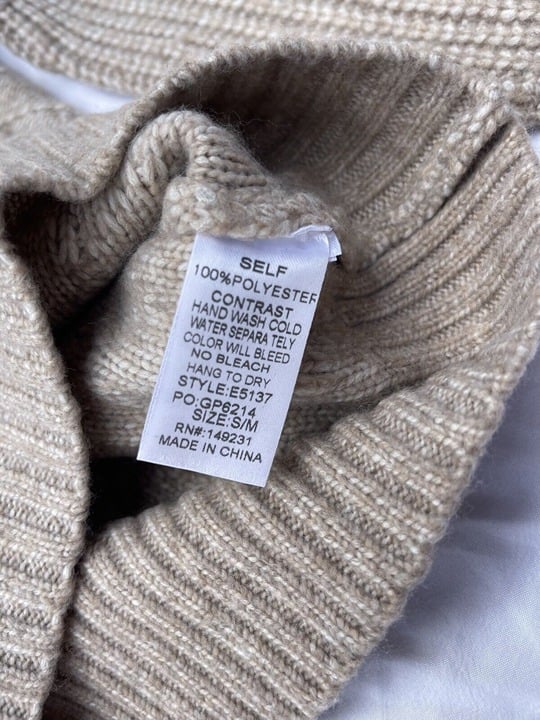 SELF
100%POLYESTER
CONTRAST
HAND WASH COLD
WATER SEPARA TELY
COLOR WILL BLEED
NO BLEACH
HANG TO DRY
STYLE:E5137
PO:GP6214
SIZE:S/M
RN#:149231
MADE IN CHINA